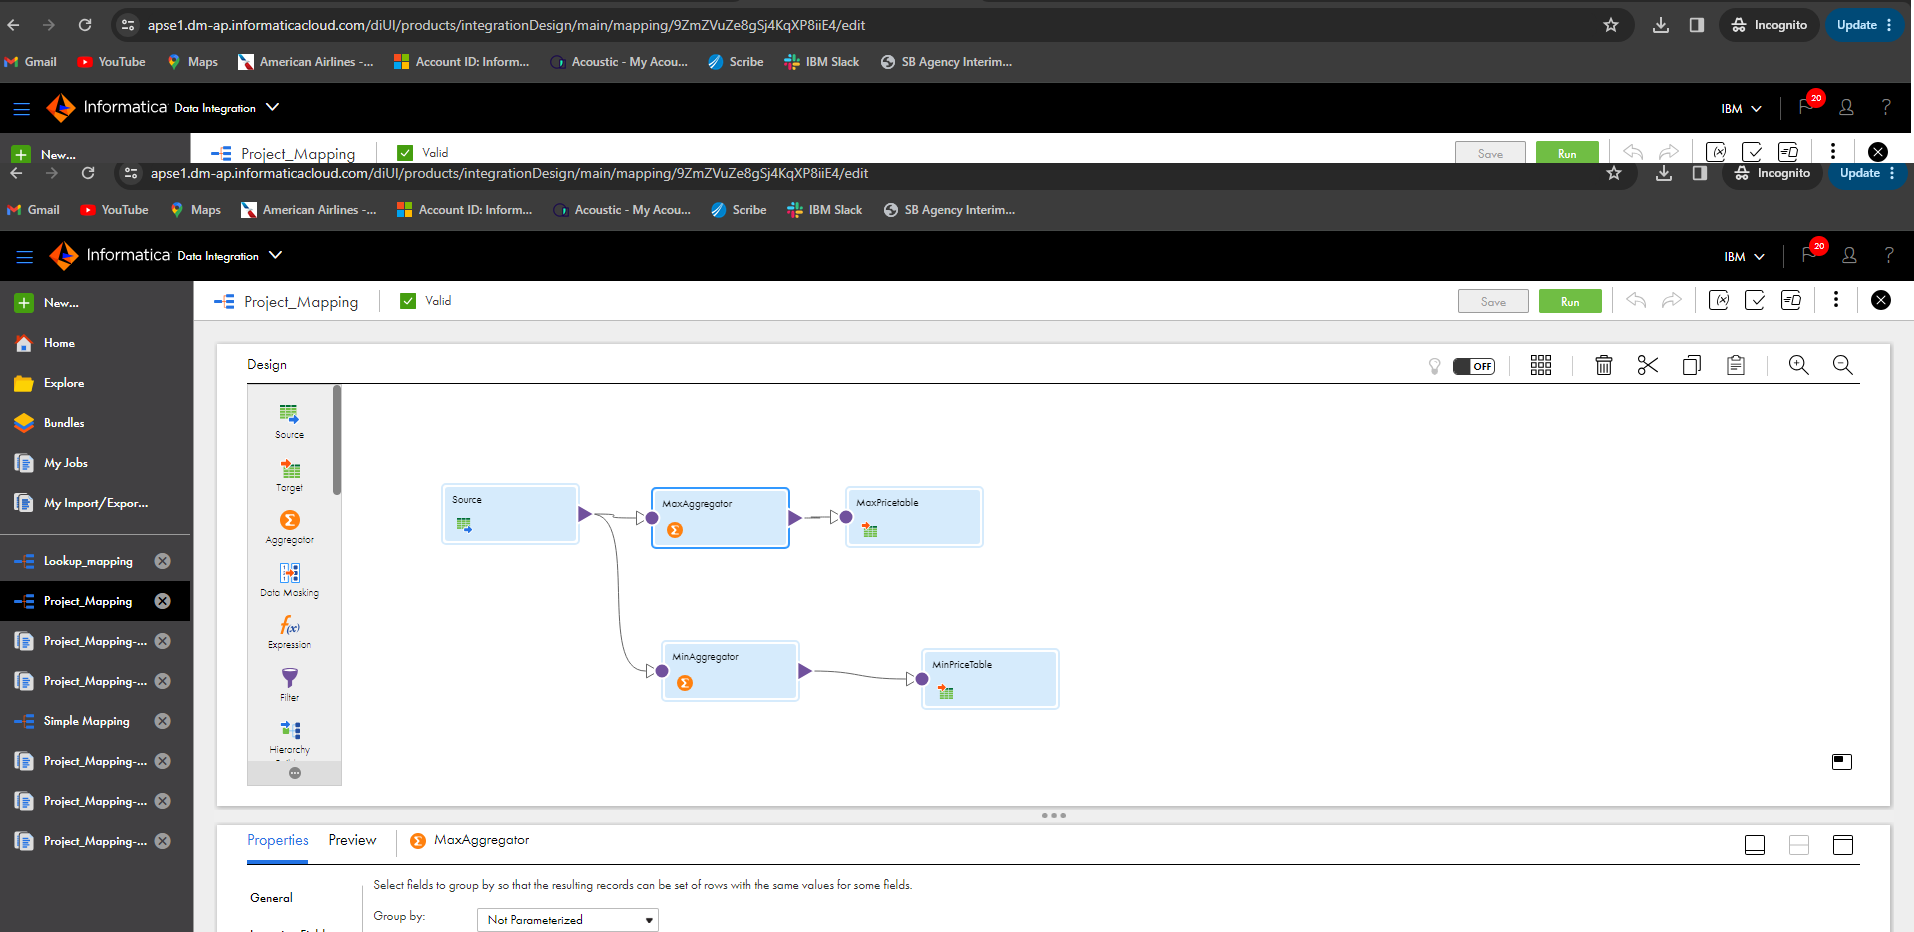 apse1.dm-ap.informaticacloud.com/diUI/products/integrationDesign/main/mapping/9ZmZVuZe8gSj4KqXP8iiE4/edit Incognito Update
Gmail YouTube Maps American Airlines -... Account ID: Inform... Acoustic - My Acou... Scribe IBM Slack SB Agency Interim...
Informatica Data Integration IBM 20 ?
New... Project_Mapping Valid Save Run
apse1.dm-ap.informaticacloud.com/diUI/products/integrationDesign/main/mapping/9ZmZVuZe8gSj4KqXP8iiE4/edit Incognito Update
Gmail YouTube Maps American Airlines -... Account ID: Inform... Acoustic - My Acou... Scribe IBM Slack SB Agency Interim...
Informatica Data Integration IBM 20 ?
New... Project_Mapping Valid Save Run
Home
Explore
Bundles
My Jobs
My Import/Expor...
Lookup_mapping
Project_Mapping
Project_Mapping-...
Project_Mapping-...
Simple Mapping
Project_Mapping-...
Project_Mapping-...
Project_Mapping-...
Design OFF
Source
Target
Aggregator
Data Masking
Expression
Filter
Hierarchy
Source
MaxAggregator
MaxPricetable
MinAggregator
MinPriceTable
Properties Preview MaxAggregator
General
Select fields to group by so that the resulting records can be set of rows with the same values for some fields.
Group by: Not Parameterized